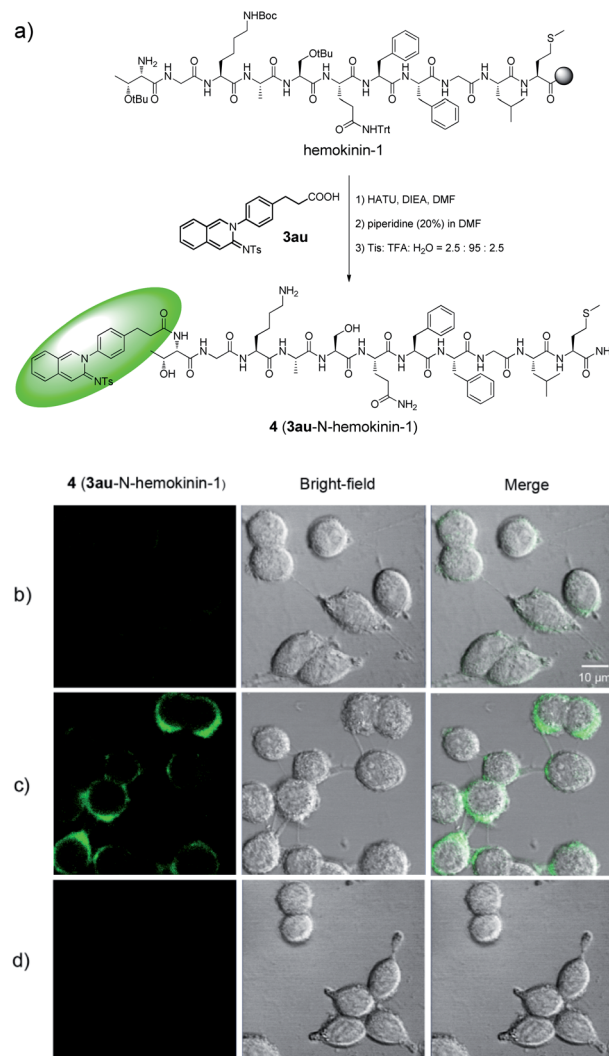 a)
NHBoc
S
NH2
OtBu
OtBu
O
NHTrt
hemokinin-1
COOH
1) HATU, DIEA, DMF
2) piperidine (20%) in DMF
3) Tis: TFA: H2O = 2.5 : 95 : 2.5
3au
N
NTs
NH2
S
OH
O
NH2
NTs
4 (3au-N-hemokinin-1)
4 (3au-N-hemokinin-1) Bright-field Merge
b)
10 μm
c)
d)